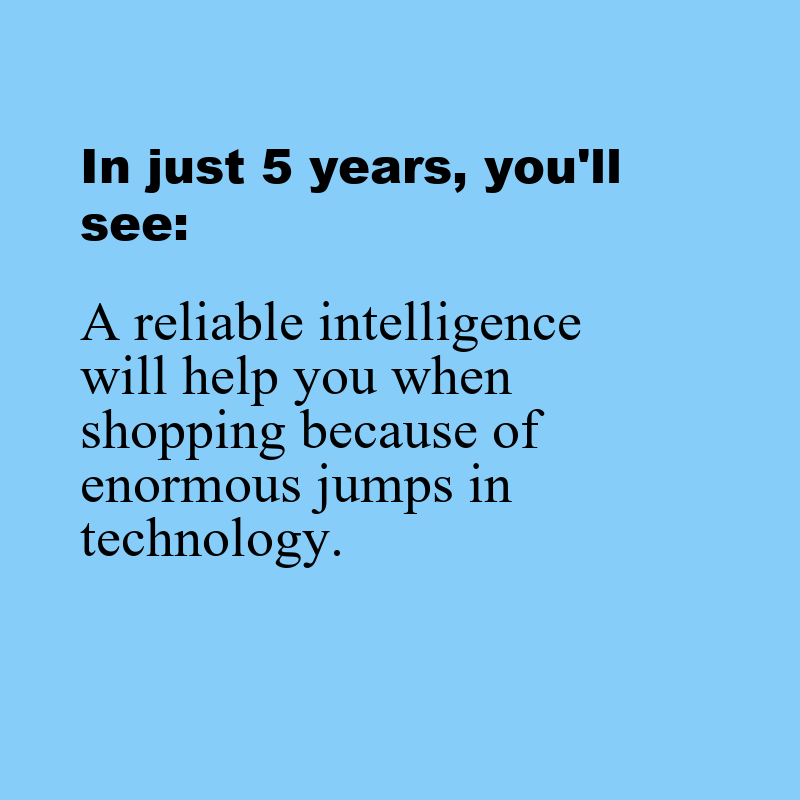 In just 5 years, you'll
see:
A reliable intelligence
will help you when
shopping because of
enormous jumps in
technology.